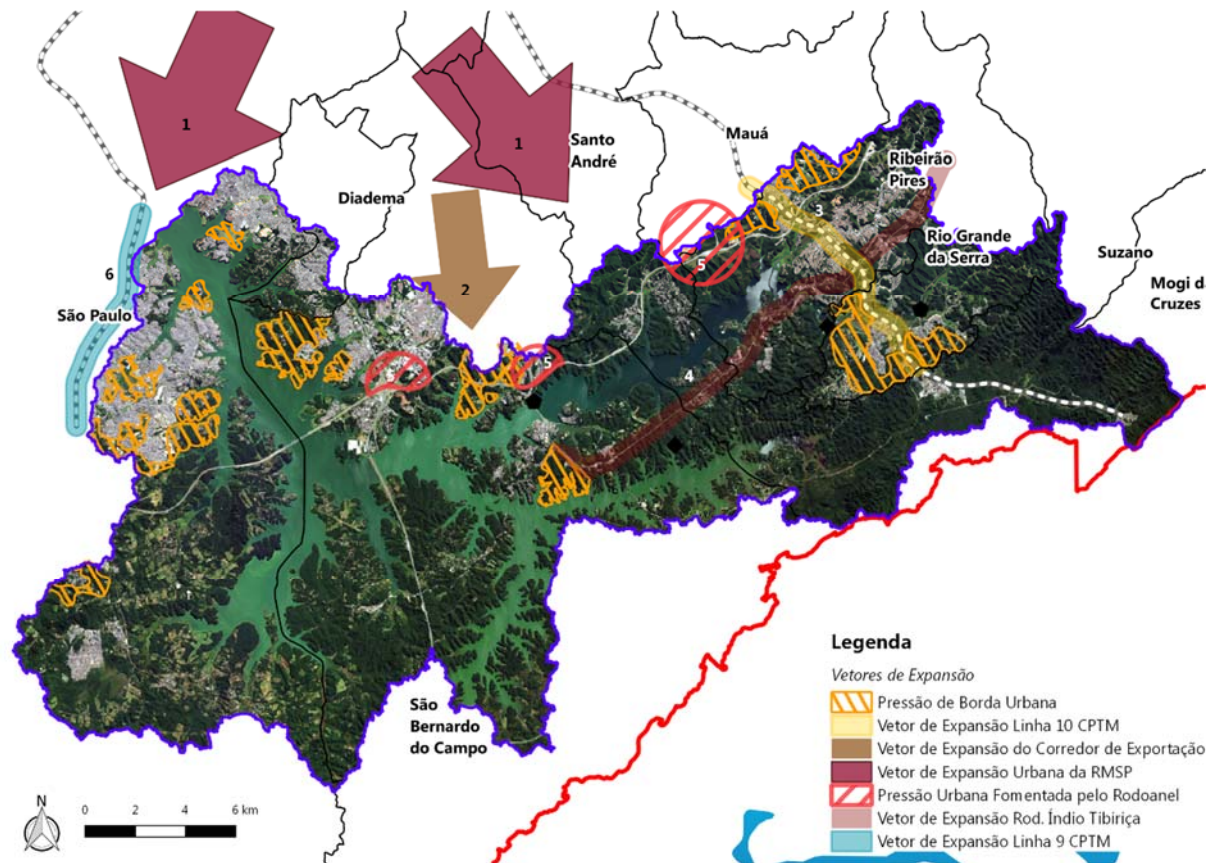 1
1
Santo
André
Mauá
Diadema
Ribeirão
Pires
3
Rio Grande
da Serra
Suzano
Mogi d
Cruzes
6
São Paulo
2
5
5
5
4
São
Bernardo
do Campo
N
0 2 4 6 km
Legenda
Vetores de Expansão
Pressão de Borda Urbana
Vetor de Expansão Linha 10 CPTM
Vetor de Expansão do Corredor de Exportação
Vetor de Expansão Urbana da RMSP
Pressão Urbana Fomentada pelo Rodoanel
Vetor de Expansão Rod. Índio Tibiriça
Vetor de Expansão Linha 9 CPTM